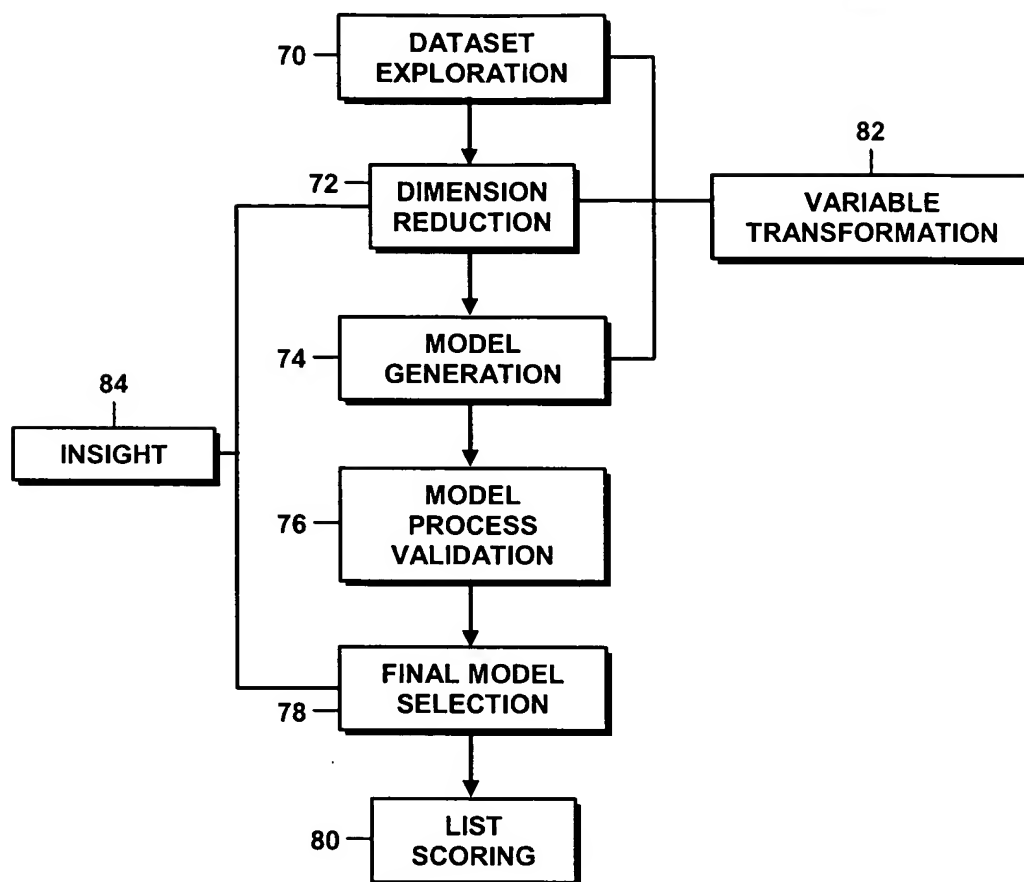 70
DATASET
EXPLORATION
82
72
DIMENSION
REDUCTION
VARIABLE
TRANSFORMATION
74
MODEL
GENERATION
84
INSIGHT
76
MODEL
PROCESS
VALIDATION
FINAL MODEL
SELECTION
78
80
LIST
SCORING